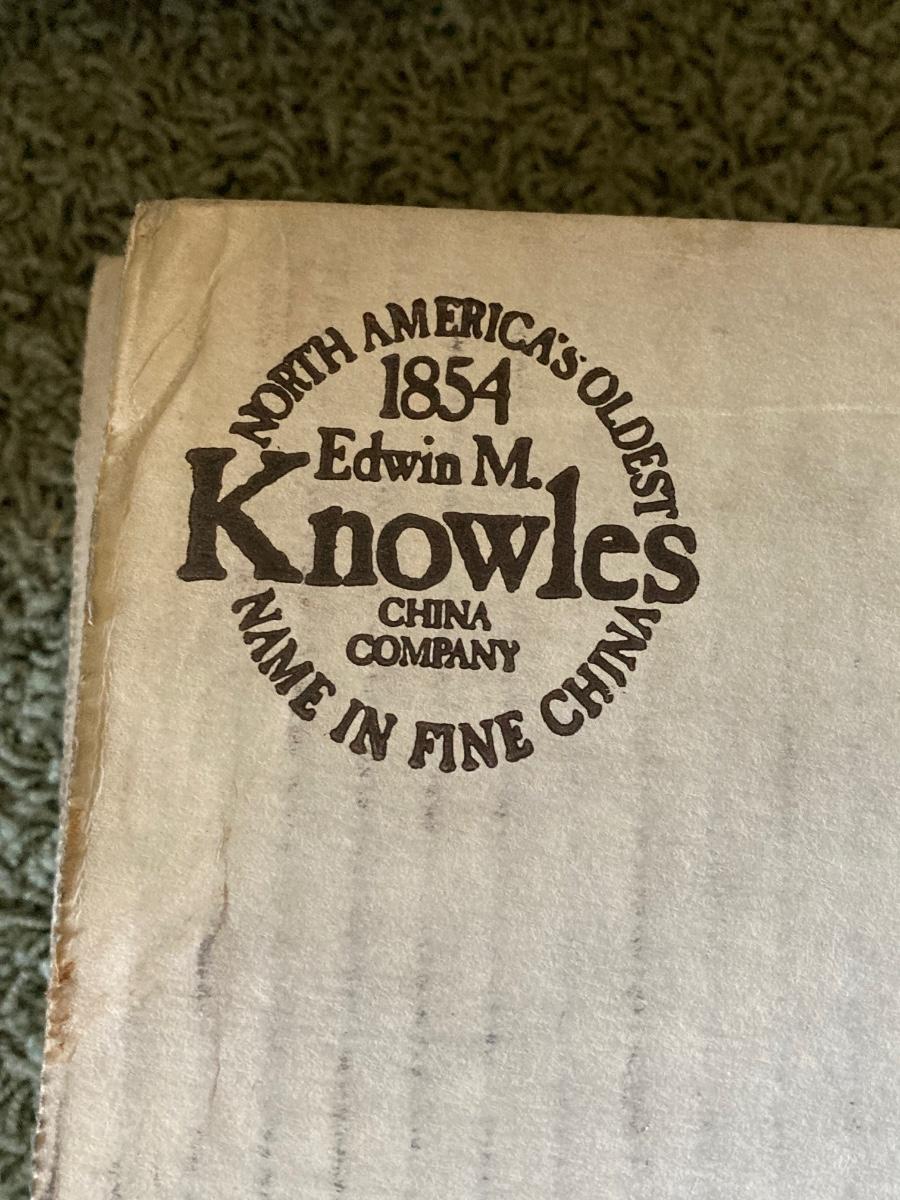 NORTH AMERICA'S OLDEST
1854
Edwin M.
Knowles
CHINA
COMPANY
NAME IN FINE CHINA